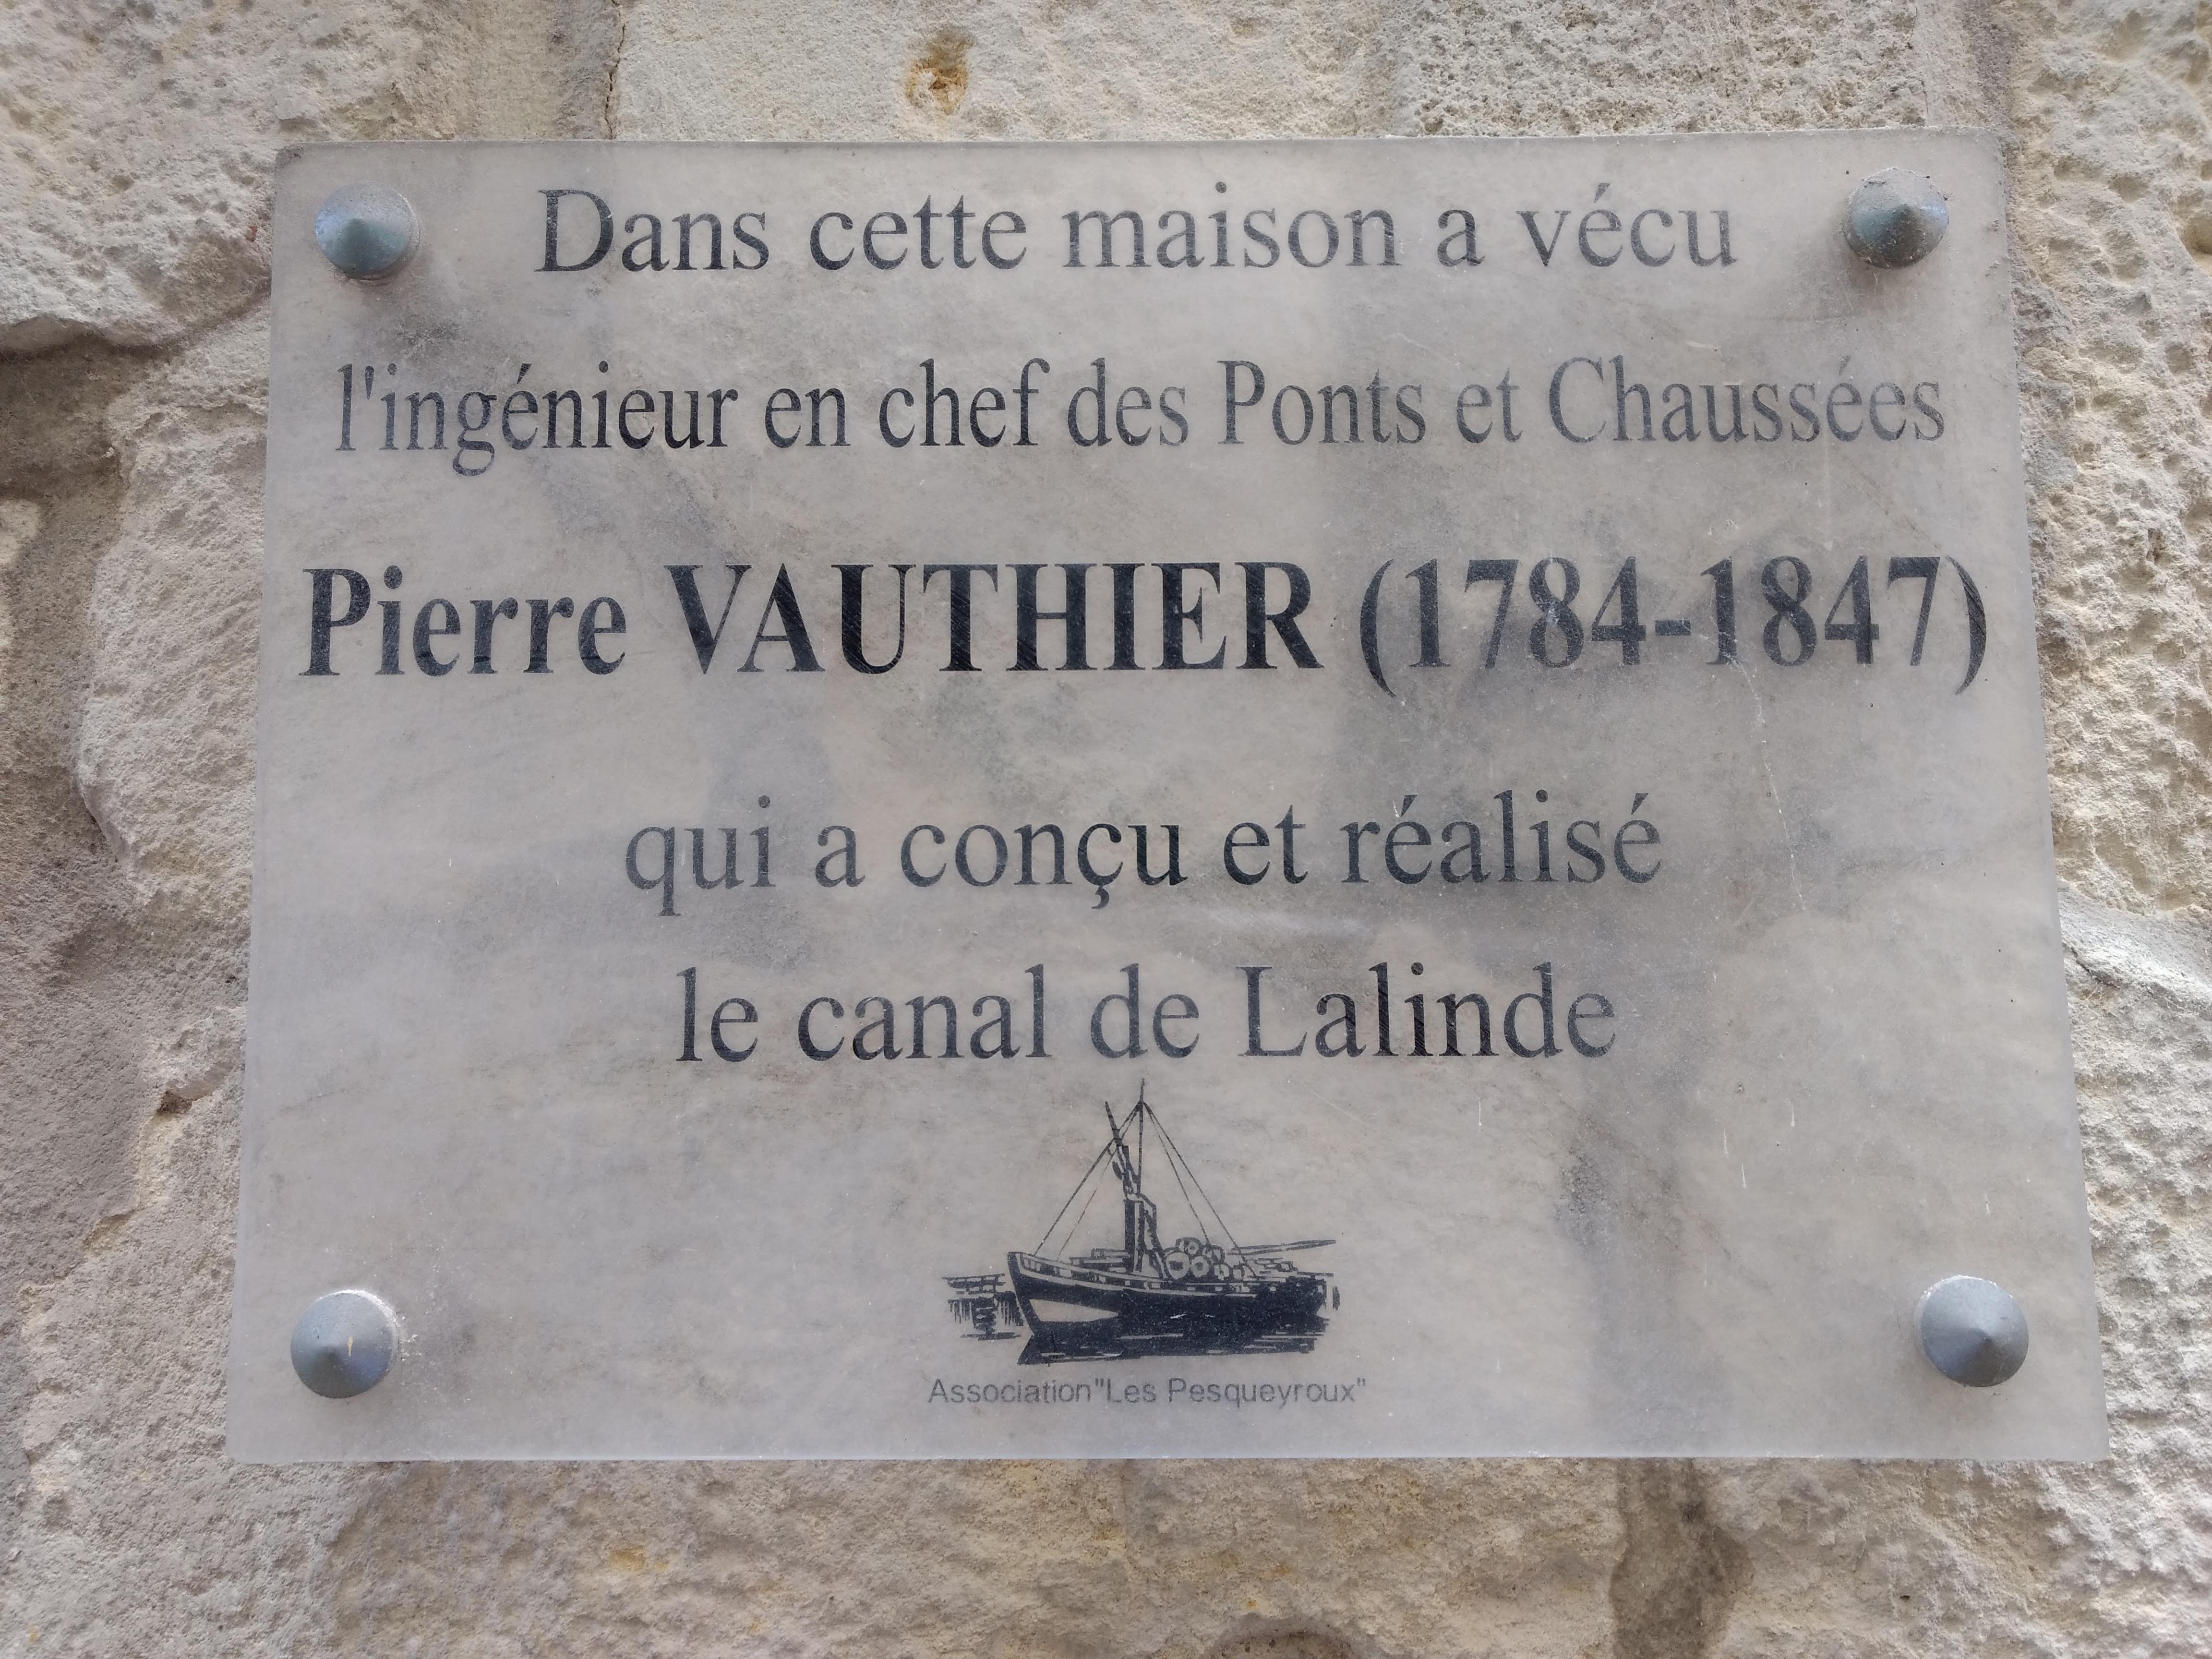 Dans cette maison a vécu
l'ingénieur en chef des Ponts et Chaussées
Pierre VAUTHIER (1784-1847)
qui a conçu et réalisé
le canal de Lalinde
Association"Les Pesqueyroux"